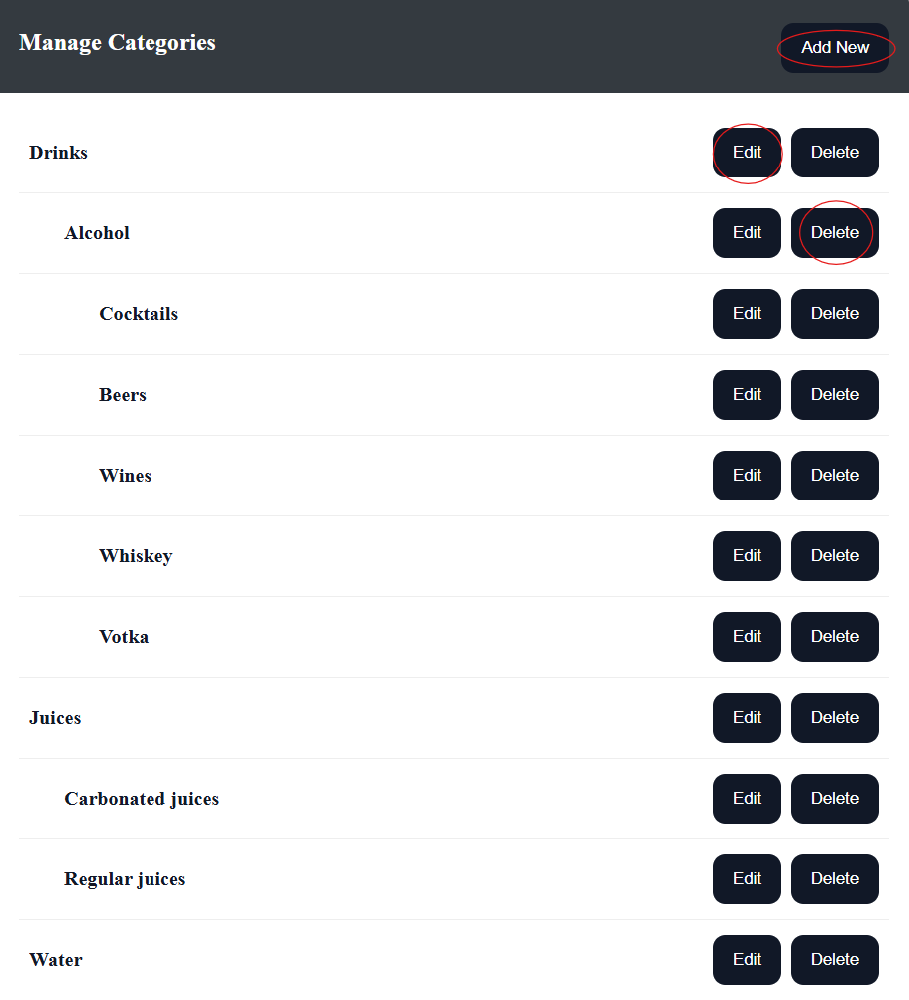 Manage Categories Add New
Drinks Edit Delete
Alcohol Edit Delete
Cocktails Edit Delete
Beers Edit Delete
Wines Edit Delete
Whiskey Edit Delete
Votka Edit Delete
Juices Edit Delete
Carbonated juices Edit Delete
Regular juices Edit Delete
Water Edit Delete